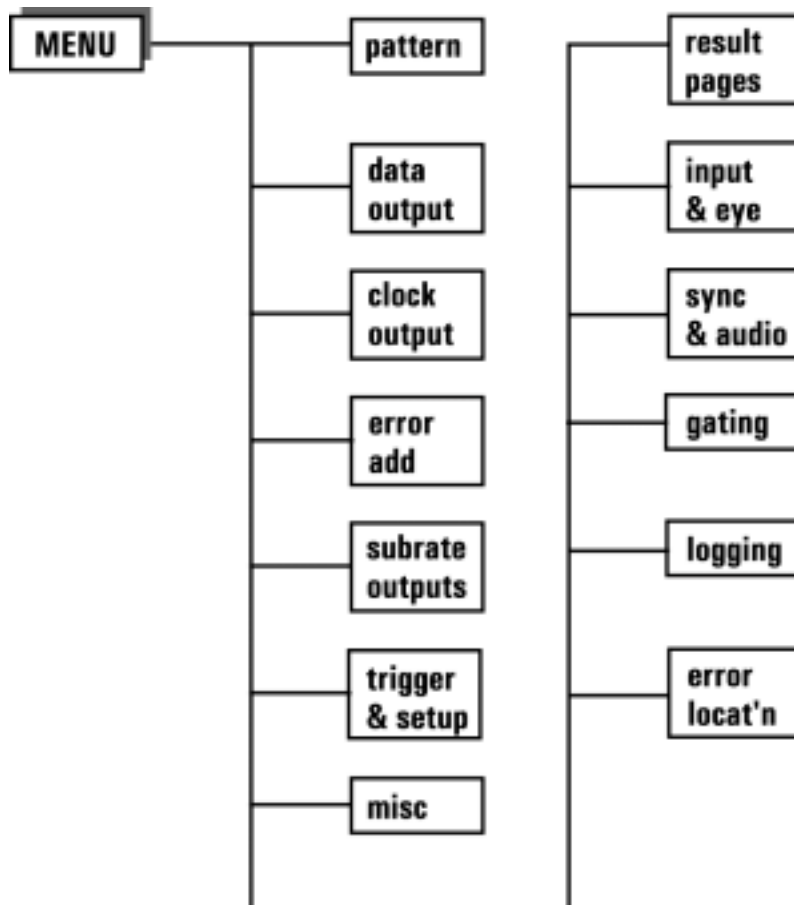 MENU
pattern
data
output
clock
output
error
add
subrate
outputs
trigger
& setup
misc
result
pages
input
& eye
sync
& audio
gating
logging
error
locat'n